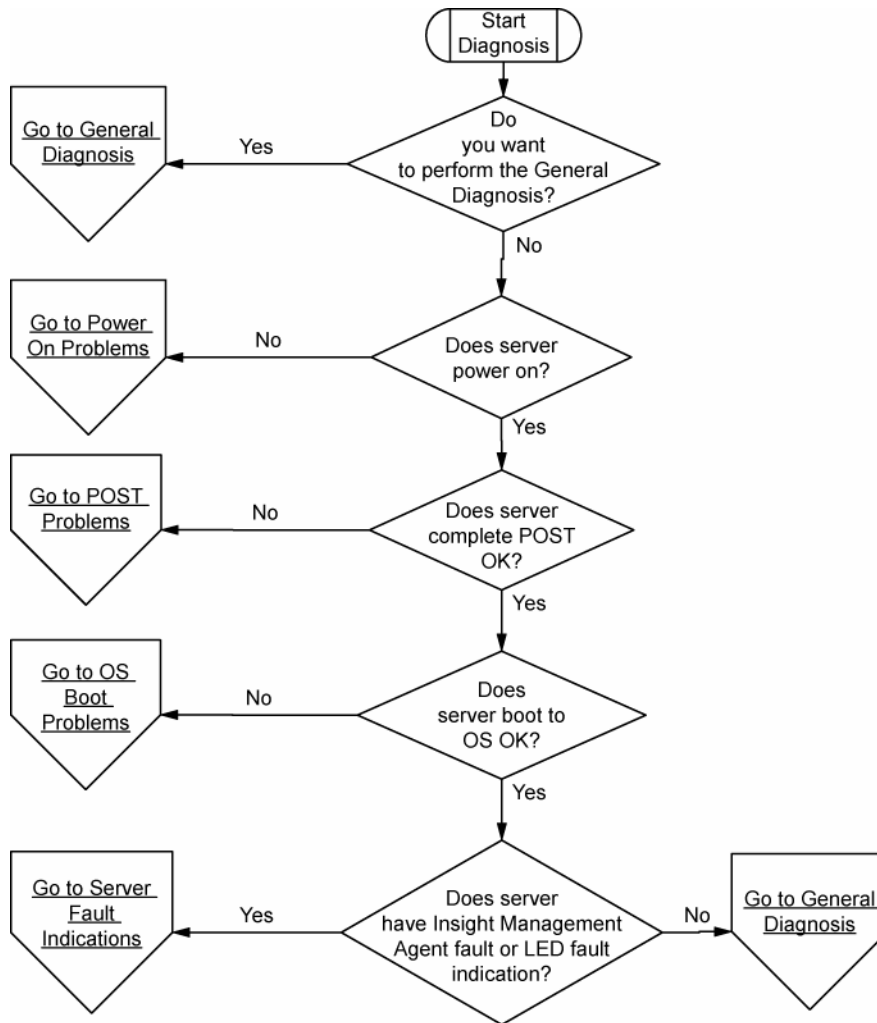 Start
Diagnosis
Do
you want
to perform the General
Diagnosis?
Yes
Go to General
Diagnosis
No
Does server
power on?
No
Go to Power
On Problems
Yes
Does server
complete POST
OK?
No
Go to POST
Problems
Yes
Does
server boot to
OS OK?
No
Go to OS
Boot
Problems
Yes
Does server
have Insight Management
Agent fault or LED fault
indication?
Yes
Go to Server
Fault
Indications
No
Go to General
Diagnosis